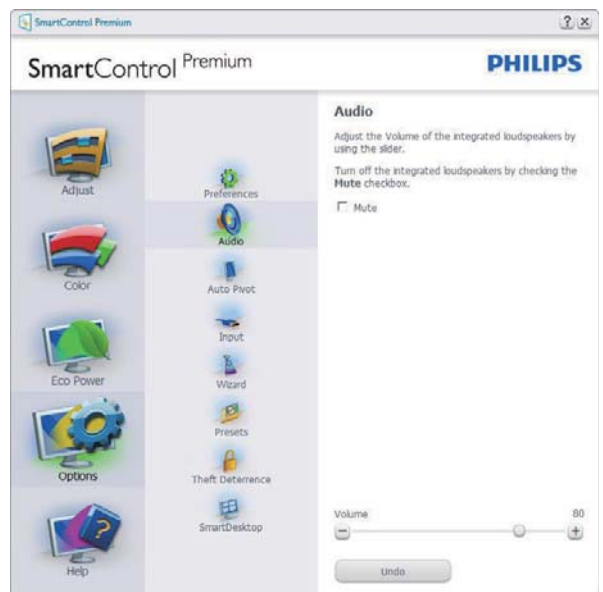 SmartControl Premium
SmartControl Premium
PHILIPS
Adjust
Color
Eco Power
Options
Help
Preferences
Audio
Auto Pivot
Input
Wizard
Presets
Theft Deterrence
SmartDesktop
Audio
Adjust the Volume of the integrated loudspeakers by
using the slider.
Turn off the integrated loudspeakers by checking the
Mute checkbox.
Mute
Volume 80
Undo